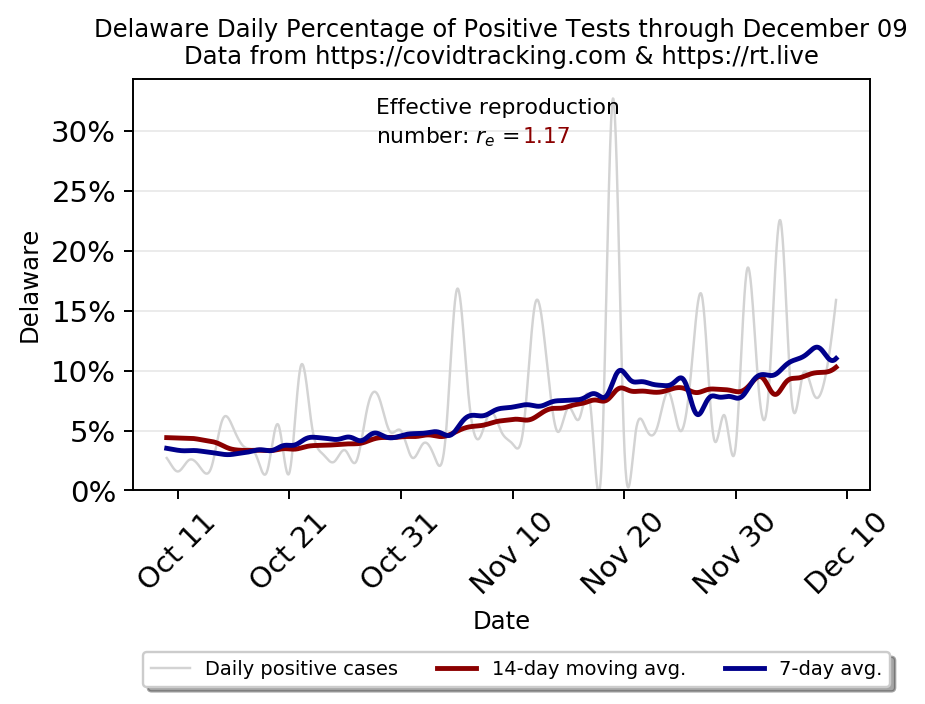 Delaware Daily Percentage of Positive Tests through December 09
Data from https://covidtracking.com & https://rt.live
Effective reproduction
number: rₑ = 1.17
30%
25%
20%
15%
10%
5%
0%
Delaware
Oct 11
Oct 21
Oct 31
Nov 10
Nov 20
Nov 30
Dec 10
Date
Daily positive cases
14-day moving avg.
7-day avg.